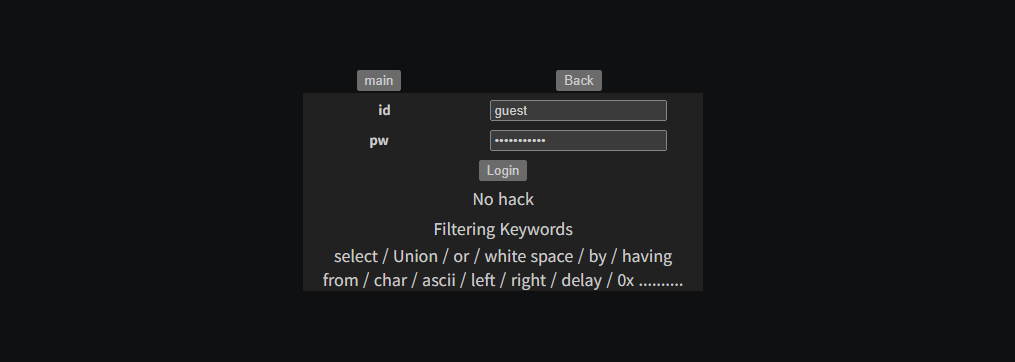 main Back
id guest
pw •••••••••••
Login
No hack
Filtering Keywords
select / Union / or / white space / by / having
from / char / ascii / left / right / delay / 0x ..........